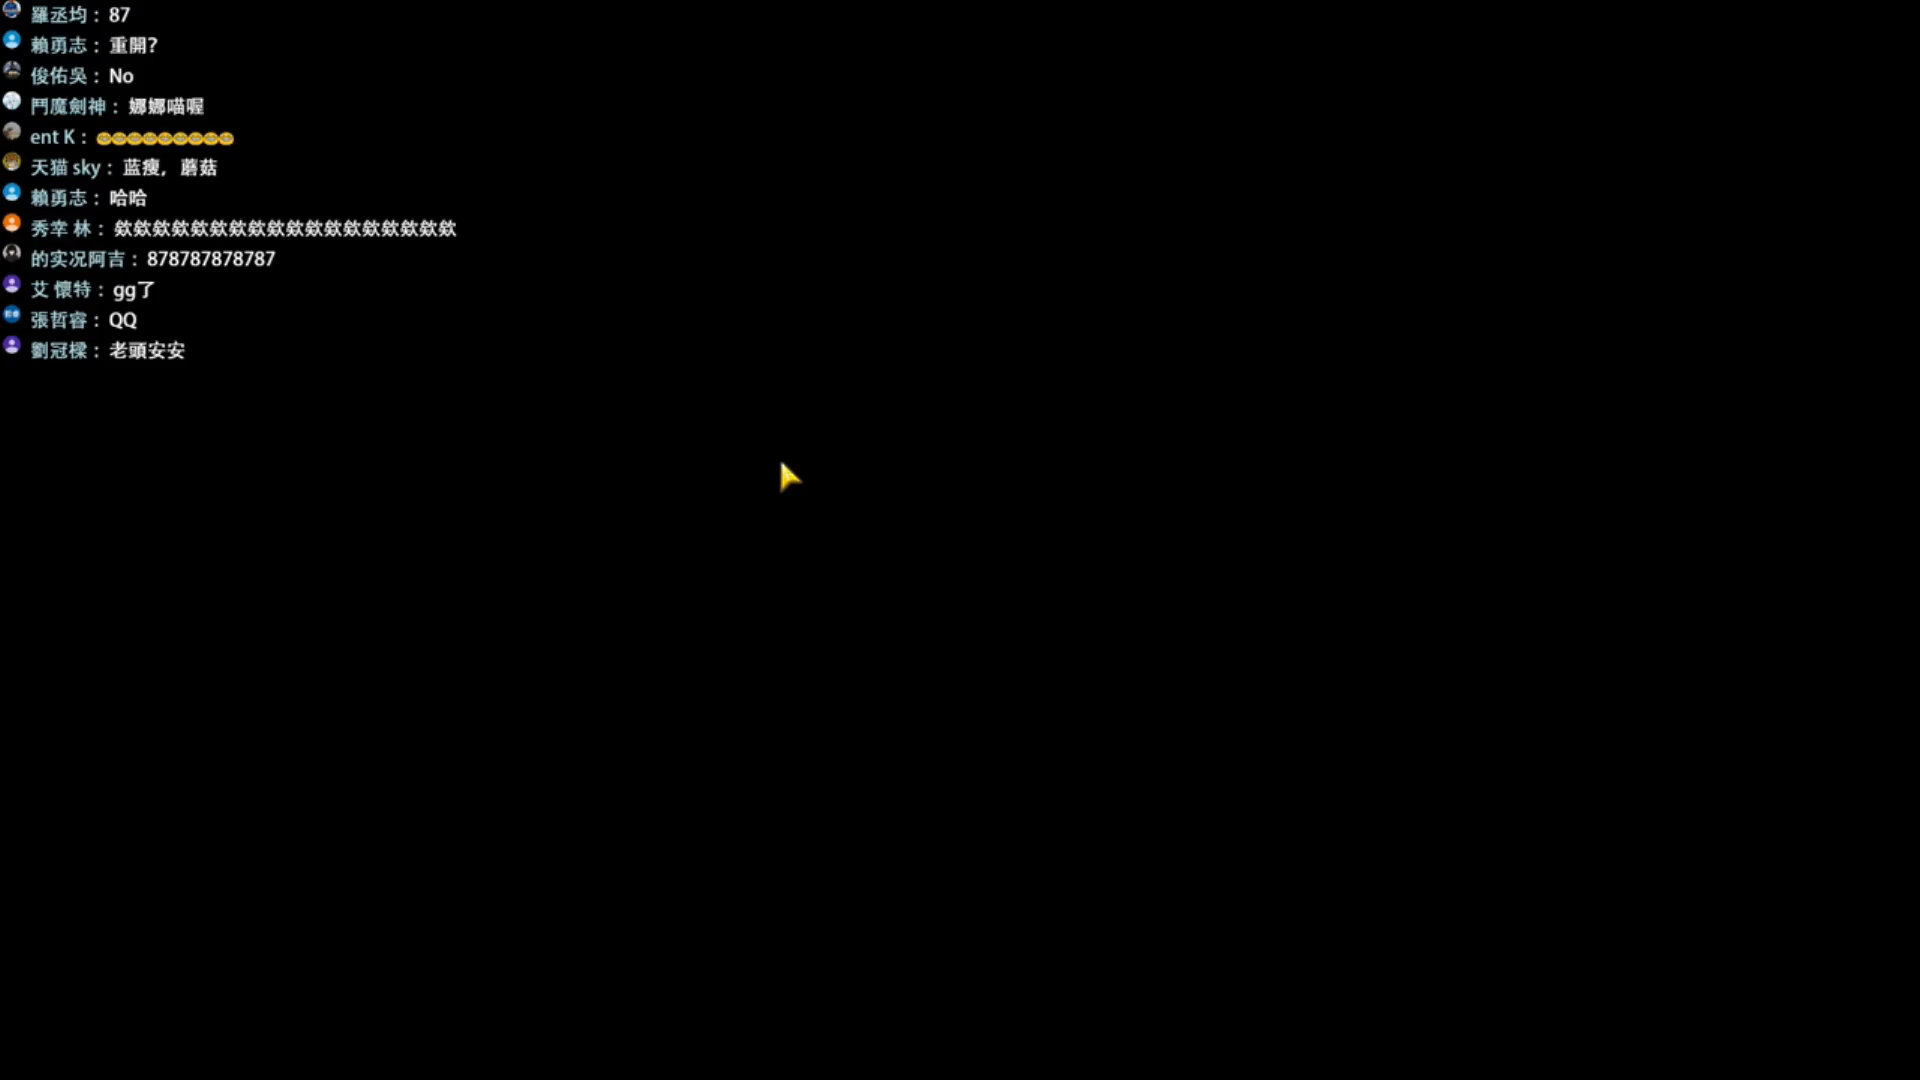 羅丞均： 87
賴勇志： 重開?
俊佑吳： No
鬥魔劍神： 娜娜喵喔
ent K：
天猫 sky： 蓝瘦，蘑菇
賴勇志： 哈哈
秀幸 林： 欸欸欸欸欸欸欸欸欸欸欸欸欸欸欸欸欸欸
的实况阿吉： 878787878787
艾 懷特： gg了
張哲睿： QQ
劉冠樑： 老頭安安